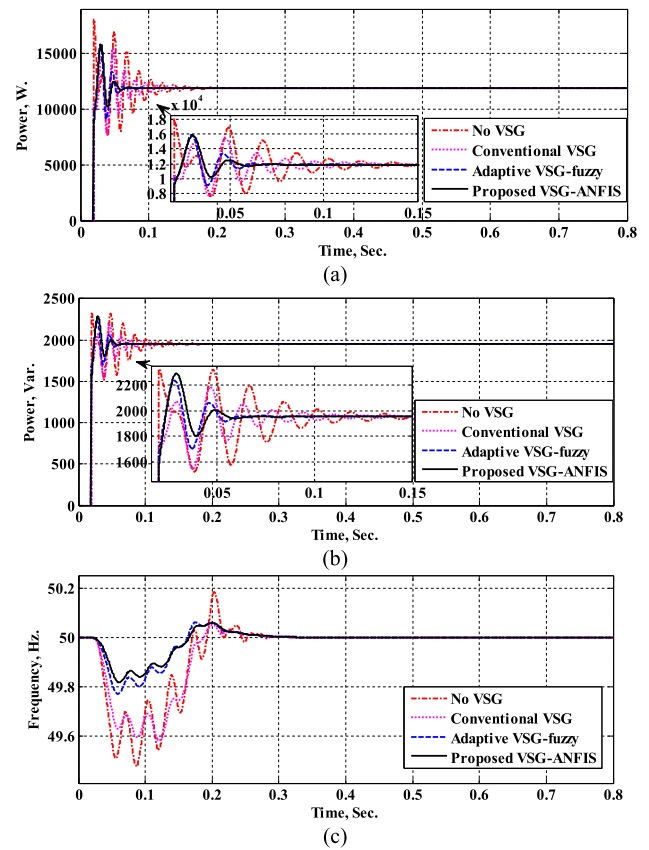 15000
10000
5000
0
Power, W.
x 10^4
1.8
1.6
1.4
1.2
1
0.8
0.05
0.1
0.15
No VSG
Conventional VSG
Adaptive VSG-fuzzy
Proposed VSG-ANFIS
0 0.1 0.2 0.3 0.4 0.5 0.6 0.7 0.8
Time, Sec.
(a)
2500
2000
1500
1000
500
0
Power, Var.
2200
2000
1800
1600
0.05
0.1
0.15
No VSG
Conventional VSG
Adaptive VSG-fuzzy
Proposed VSG-ANFIS
0 0.1 0.2 0.3 0.4 0.5 0.6 0.7 0.8
Time, Sec.
(b)
50.2
50
49.8
49.6
Frequency, Hz.
No VSG
Conventional VSG
Adaptive VSG-fuzzy
Proposed VSG-ANFIS
0 0.1 0.2 0.3 0.4 0.5 0.6 0.7 0.8
Time, Sec.
(c)